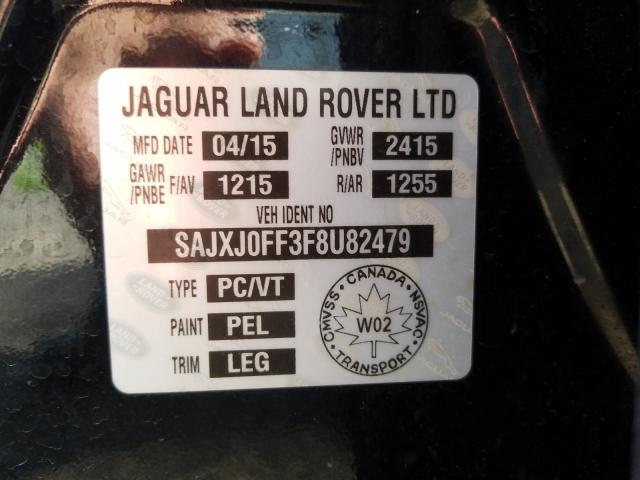 JAGUAR LAND ROVER LTD
MFD DATE 04/15 GVWR /PNBV 2415
GAWR /PNBE F/AV 1215 R/AR 1255
VEH IDENT NO
SAJXJ0FF3F8U82479
TYPE PC/VT
PAINT PEL
TRIM LEG
CANADA
CMVSS NSVAC
W02
TRANSPORT